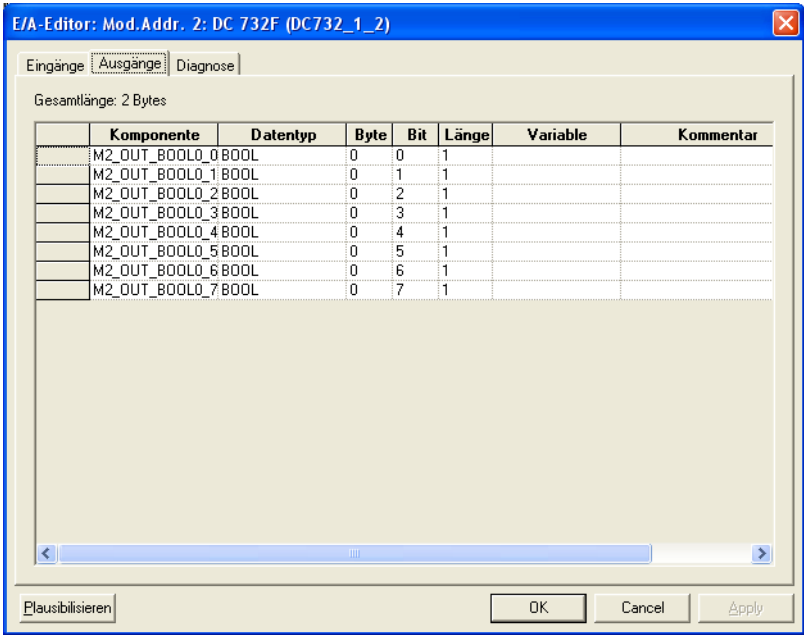 E/A-Editor: Mod.Addr. 2: DC 732F (DC732_1_2)
Eingänge Ausgänge Diagnose
Gesamtlänge: 2 Bytes
Komponente Datentyp Byte Bit Länge Variable Kommentar
M2_OUT_BOOL0_0 BOOL 0 0 1
M2_OUT_BOOL0_1 BOOL 0 1 1
M2_OUT_BOOL0_2 BOOL 0 2 1
M2_OUT_BOOL0_3 BOOL 0 3 1
M2_OUT_BOOL0_4 BOOL 0 4 1
M2_OUT_BOOL0_5 BOOL 0 5 1
M2_OUT_BOOL0_6 BOOL 0 6 1
M2_OUT_BOOL0_7 BOOL 0 7 1
Plausibilisieren OK Cancel Apply